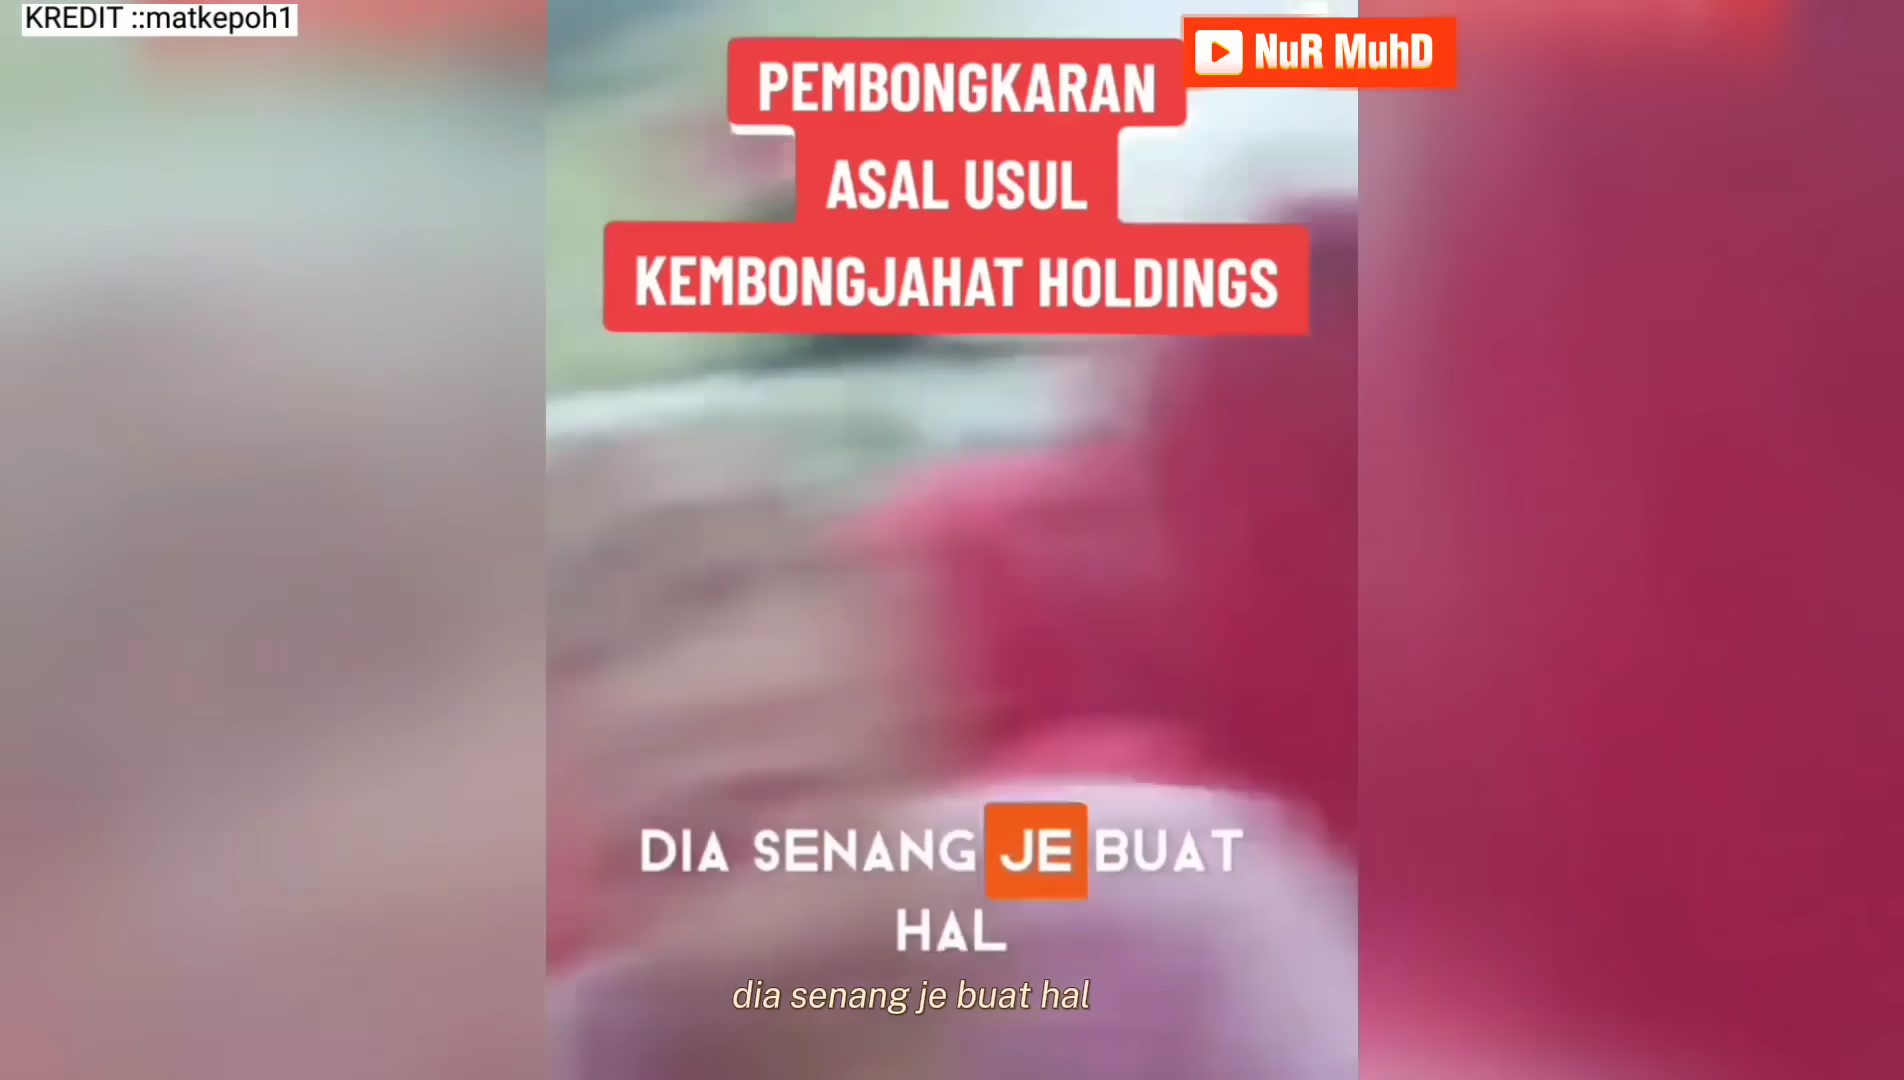 KREDIT ::matkepoh1
NuR MuhD
PEMBONGKARAN
ASAL USUL
KEMBONGJAHAT HOLDINGS
DIA SENANG JE BUAT
HAL
dia senang je buat hal